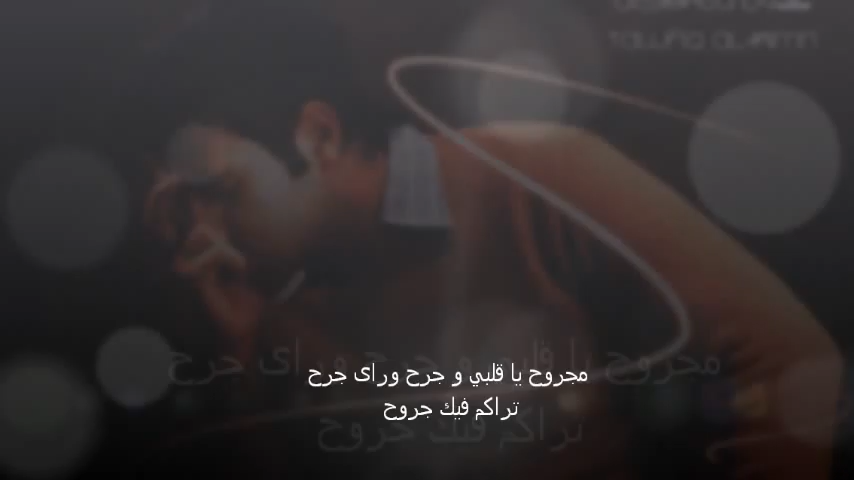 مجروح يا قلبي و جرح وراى جرح
تراكم فيك جروح